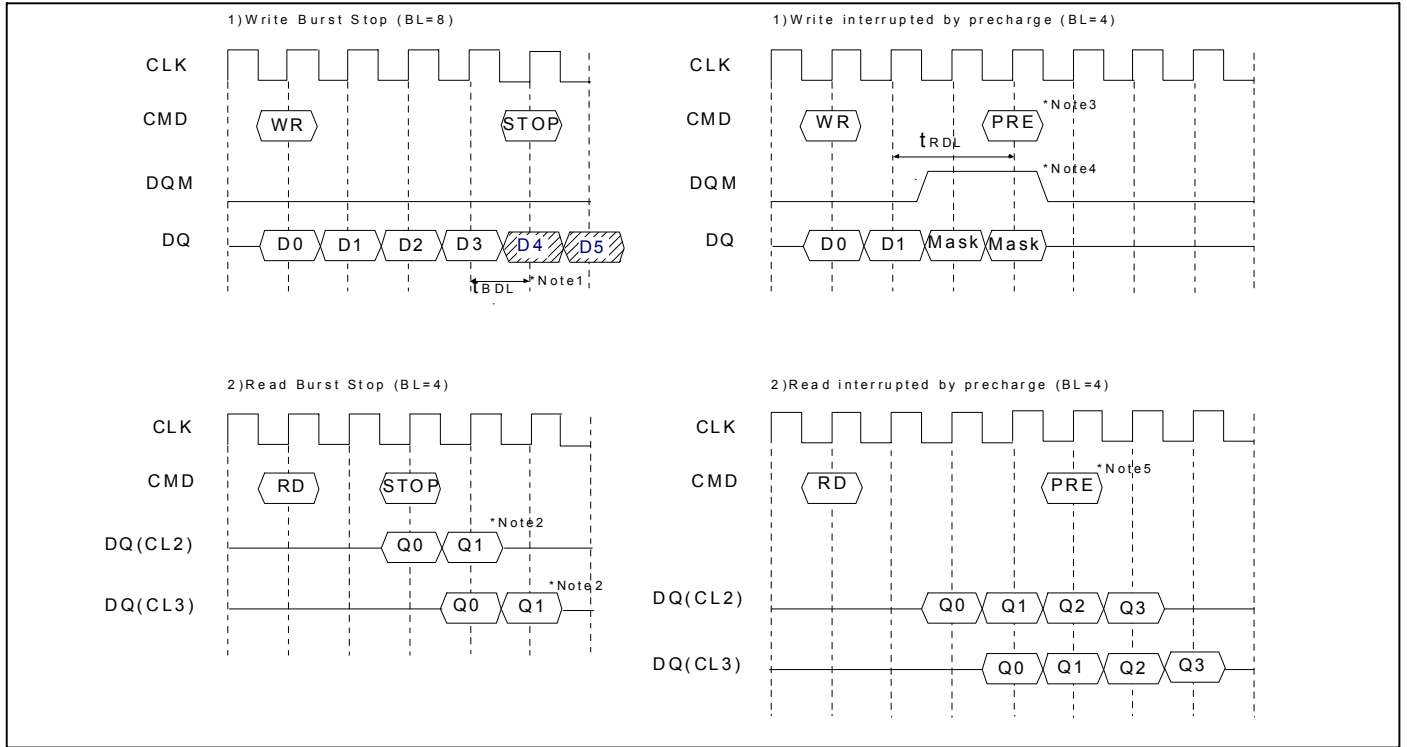 1)Write Burst Stop (BL=8)
CLK
CMD WR STOP
DQM
DQ D0 D1 D2 D3 D4 D5
tBDL *Note1
1)Write interrupted by precharge (BL=4)
CLK
CMD WR PRE *Note3
tRDL
DQM *Note4
DQ D0 D1 Mask Mask
2)Read Burst Stop (BL=4)
CLK
CMD RD STOP
*Note2
DQ(CL2) Q0 Q1
*Note2
DQ(CL3) Q0 Q1
2)Read interrupted by precharge (BL=4)
CLK
CMD RD PRE *Note5
DQ(CL2) Q0 Q1 Q2 Q3
DQ(CL3) Q0 Q1 Q2 Q3